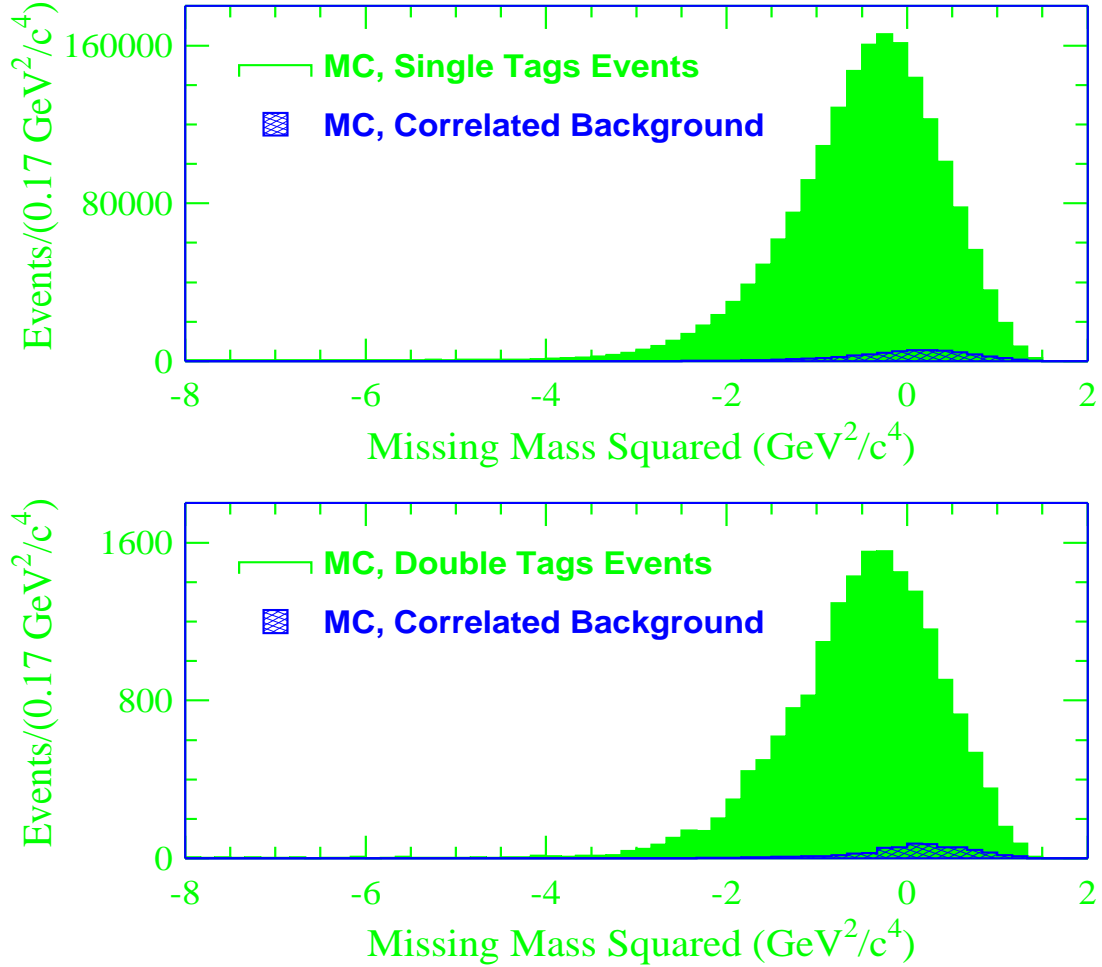 Events/(0.17 GeV²/c⁴)
160000
80000
0
MC, Single Tags Events
MC, Correlated Background
-8 -6 -4 -2 0 2
Missing Mass Squared (GeV²/c⁴)
Events/(0.17 GeV²/c⁴)
1600
800
0
MC, Double Tags Events
MC, Correlated Background
-8 -6 -4 -2 0 2
Missing Mass Squared (GeV²/c⁴)